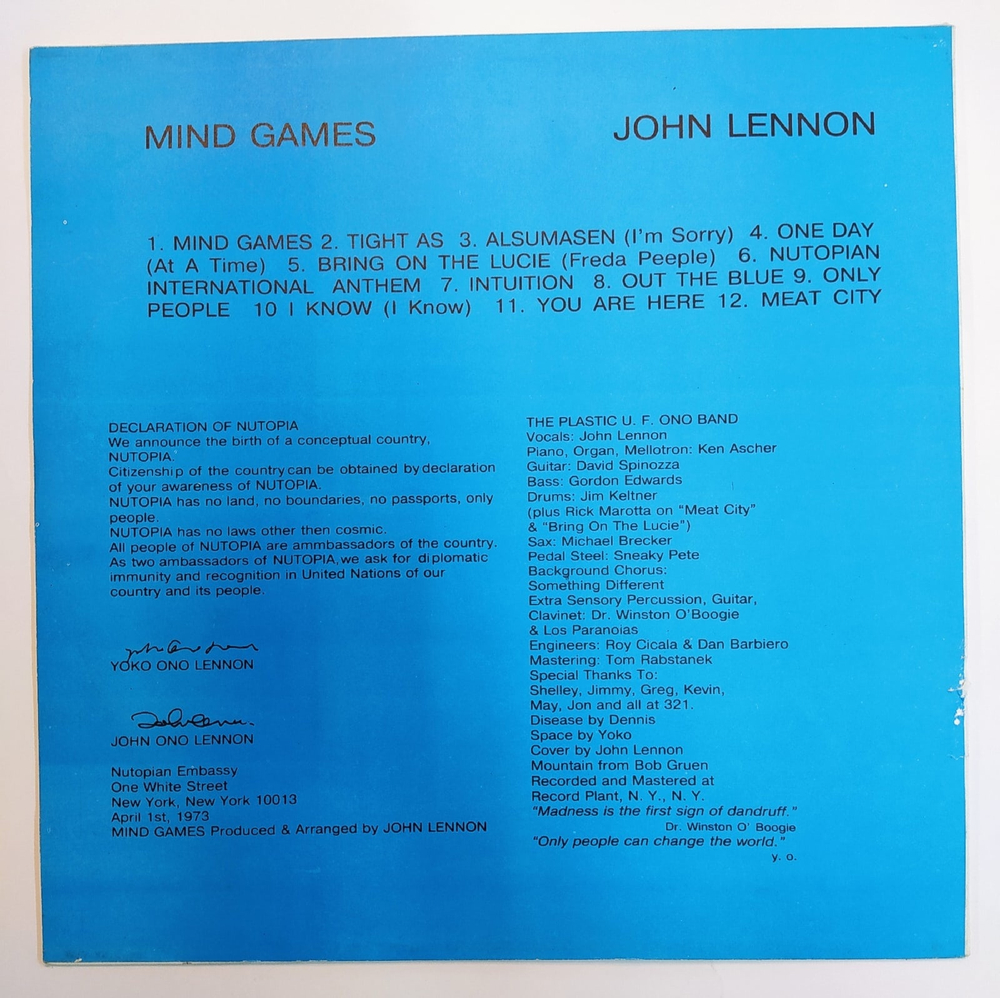 MIND GAMES
JOHN LENNON
1. MIND GAMES 2. TIGHT AS 3. ALSUMASEN (I'm Sorry) 4. ONE DAY
(At A Time) 5. BRING ON THE LUCIE (Freda Peeple) 6. NUTOPIAN
INTERNATIONAL ANTHEM 7. INTUITION 8. OUT THE BLUE 9. ONLY
PEOPLE 10 I KNOW (I Know) 11. YOU ARE HERE 12. MEAT CITY
DECLARATION OF NUTOPIA
We announce the birth of a conceptual country,
NUTOPIA.
Citizenship of the country can be obtained by declaration
of your awareness of NUTOPIA.
NUTOPIA has no land, no boundaries, no passports, only
people.
NUTOPIA has no laws other then cosmic.
All people of NUTOPIA are ammbassadors of the country.
As two ambassadors of NUTOPIA, we ask for diplomatic
immunity and recognition in United Nations of our
country and its people.
YOKO ONO LENNON
John Lennon.
JOHN ONO LENNON
Nutopian Embassy
One White Street
New York, New York 10013
April 1st, 1973
MIND GAMES Produced & Arranged by JOHN LENNON
THE PLASTIC U. F. ONO BAND
Vocals: John Lennon
Piano, Organ, Mellotron: Ken Ascher
Guitar: David Spinozza
Bass: Gordon Edwards
Drums: Jim Keltner
(plus Rick Marotta on "Meat City"
& "Bring On The Lucie")
Sax: Michael Brecker
Pedal Steel: Sneaky Pete
Background Chorus:
Something Different
Extra Sensory Percussion, Guitar,
Clavinet: Dr. Winston O'Boogie
& Los Paranoias
Engineers: Roy Cicala & Dan Barbiero
Mastering: Tom Rabstanek
Special Thanks To:
Shelley, Jimmy, Greg, Kevin,
May, Jon and all at 321.
Disease by Dennis
Space by Yoko
Cover by John Lennon
Mountain from Bob Gruen
Recorded and Mastered at
Record Plant, N. Y., N. Y.
"Madness is the first sign of dandruff."
Dr. Winston O' Boogie
"Only people can change the world."
y. o.